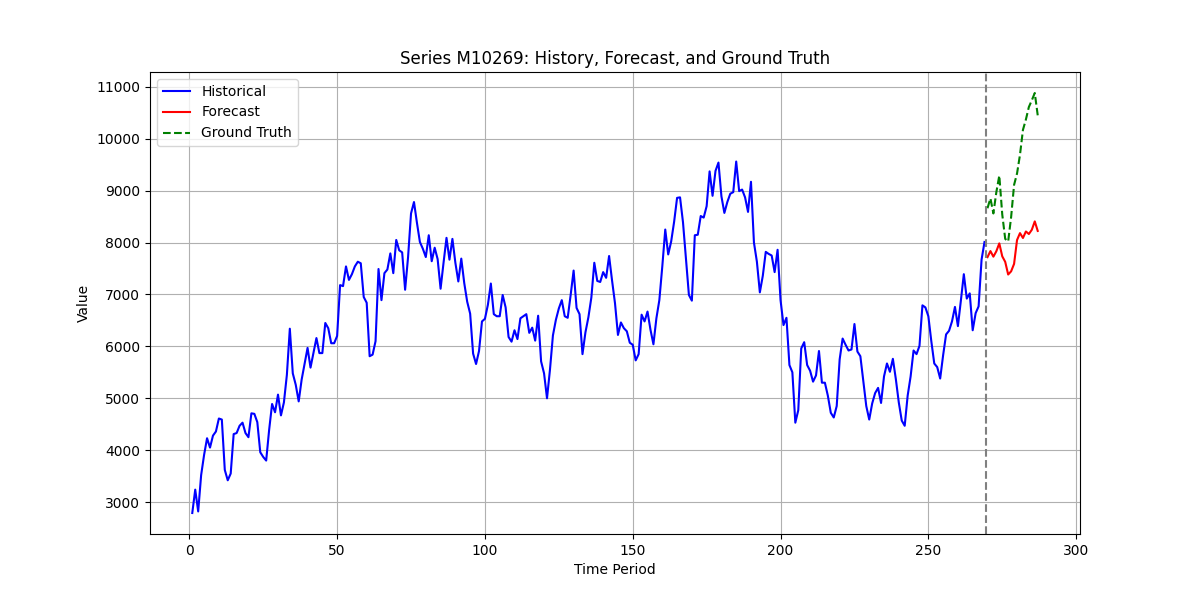 Series M10269: History, Forecast, and Ground Truth
Historical
Forecast
Ground Truth
11000
10000
9000
8000
7000
6000
5000
4000
3000
Value
0 50 100 150 200 250 300
Time Period